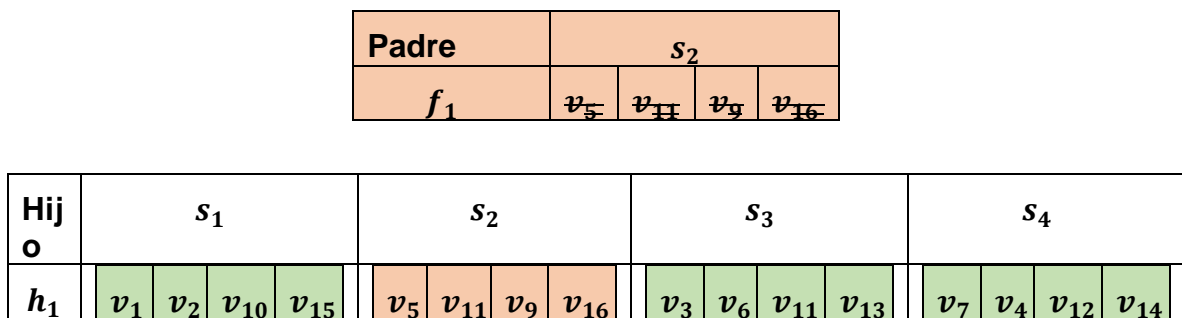 Padre s₂
f₁ v₅ v₁₁ v₉ v₁₆
Hij
o s₁ s₂ s₃ s₄
h₁ v₁ v₂ v₁₀ v₁₅ v₅ v₁₁ v₉ v₁₆ v₃ v₆ v₁₁ v₁₃ v₇ v₄ v₁₂ v₁₄